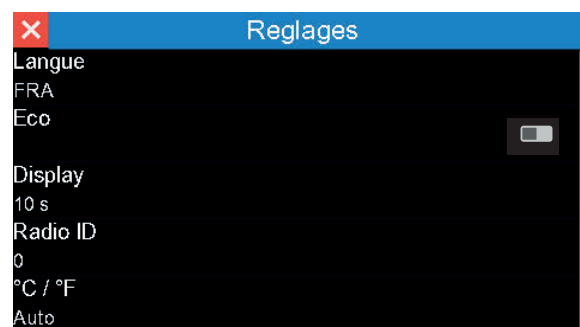 Reglages
Langue
FRA
Eco
Display
10 s
Radio ID
0
°C / °F
Auto